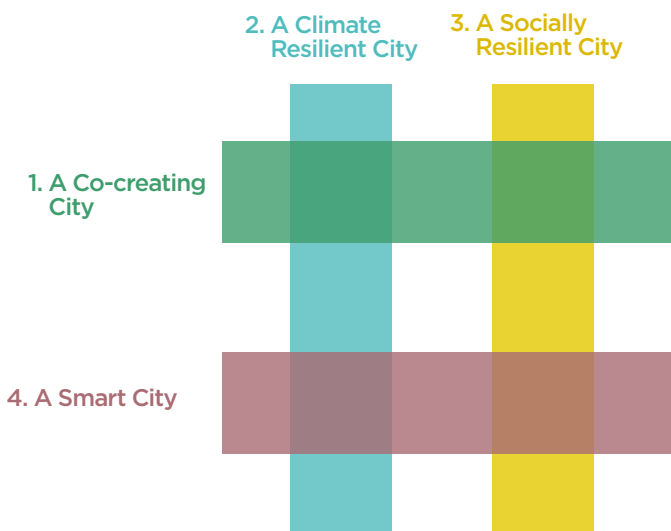 2. A Climate
Resilient City
3. A Socially
Resilient City
1. A Co-creating
City
4. A Smart City